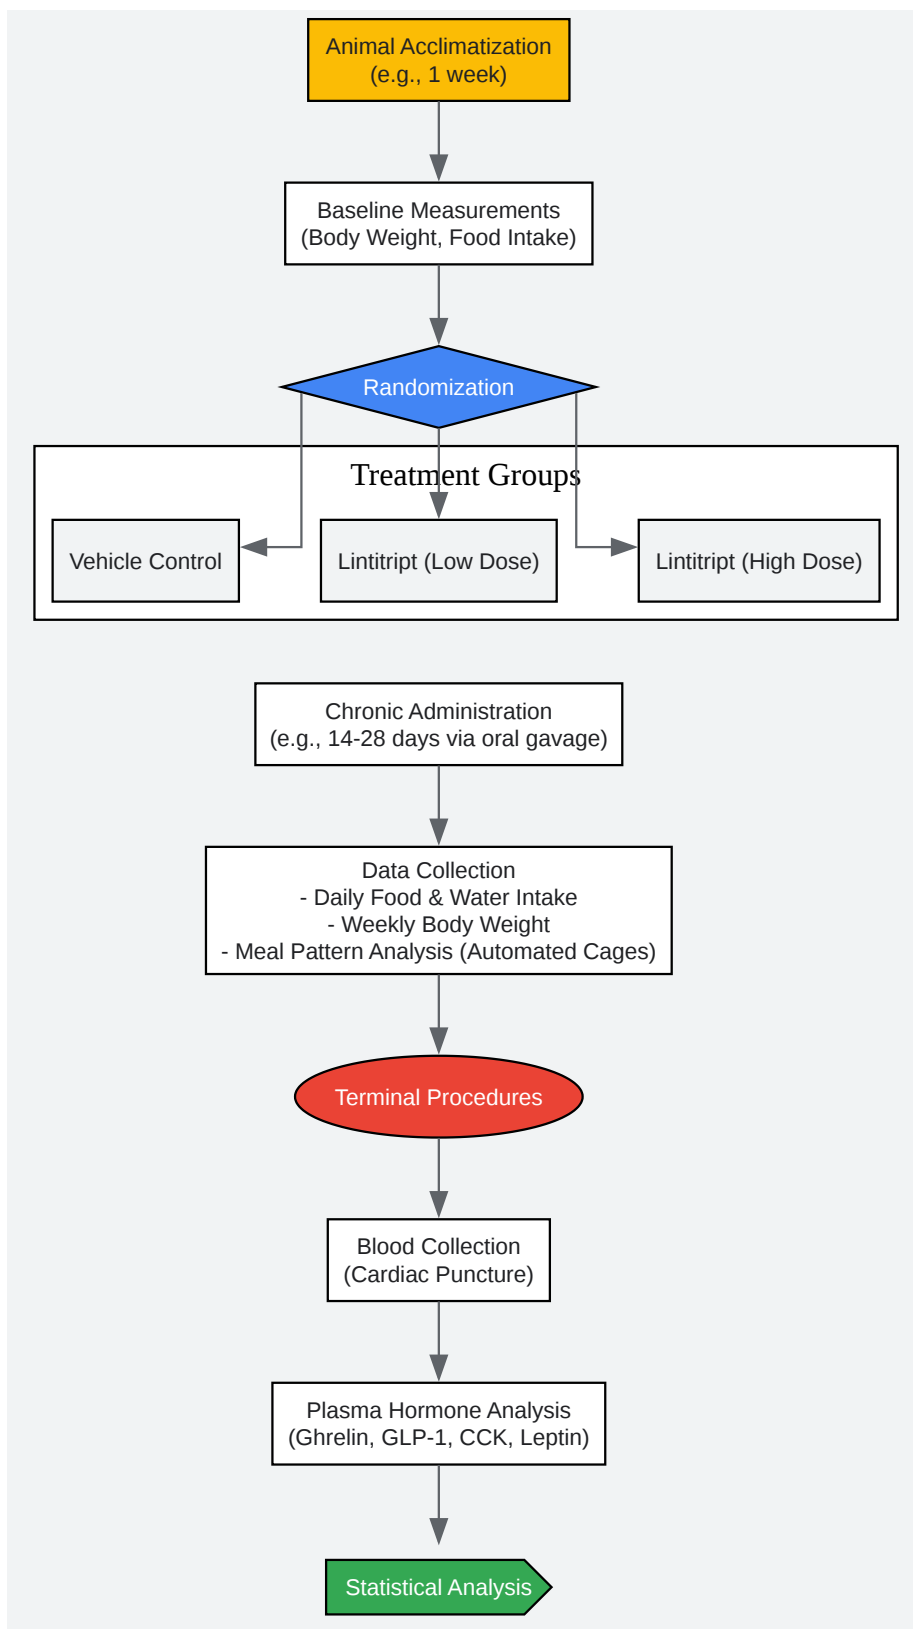 Animal Acclimatization
(e.g., 1 week)
Baseline Measurements
(Body Weight, Food Intake)
Randomization
Treatment Groups
Vehicle Control
Lintitript (Low Dose)
Lintitript (High Dose)
Chronic Administration
(e.g., 14-28 days via oral gavage)
Data Collection
- Daily Food & Water Intake
- Weekly Body Weight
- Meal Pattern Analysis (Automated Cages)
Terminal Procedures
Blood Collection
(Cardiac Puncture)
Plasma Hormone Analysis
(Ghrelin, GLP-1, CCK, Leptin)
Statistical Analysis